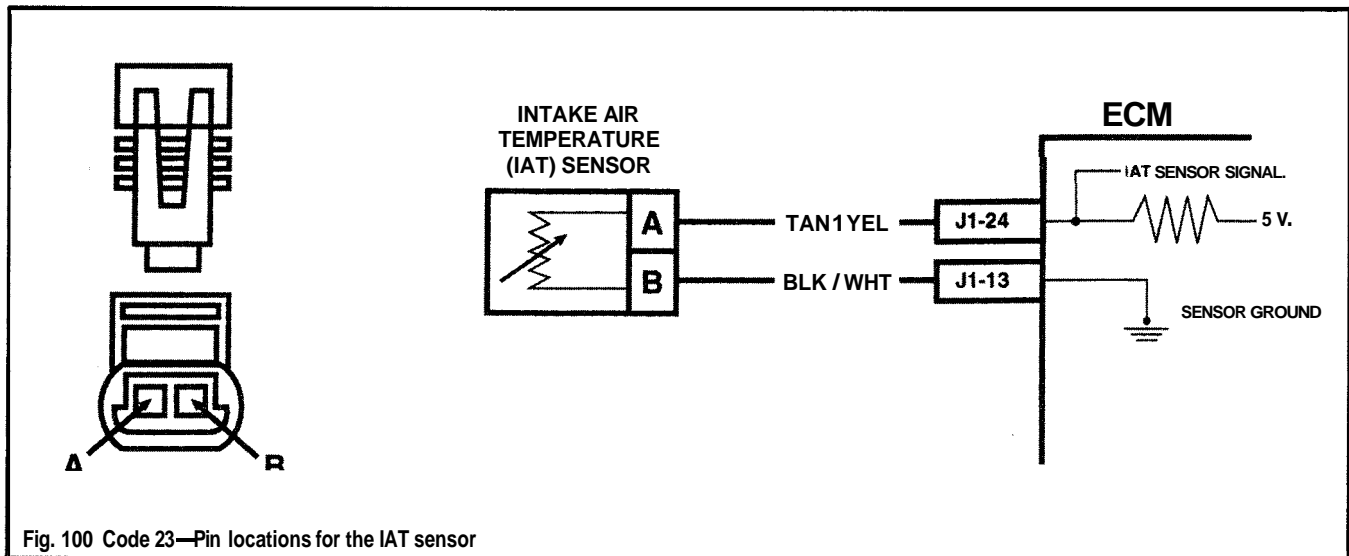 INTAKE AIR
TEMPERATURE
(IAT) SENSOR
ECM
IAT SENSOR SIGNAL.
A
TAN1YEL
J1-24
5 V.
B
BLK / WHT
J1-13
SENSOR GROUND
A
B
Fig. 100 Code 23—Pin locations for the IAT sensor